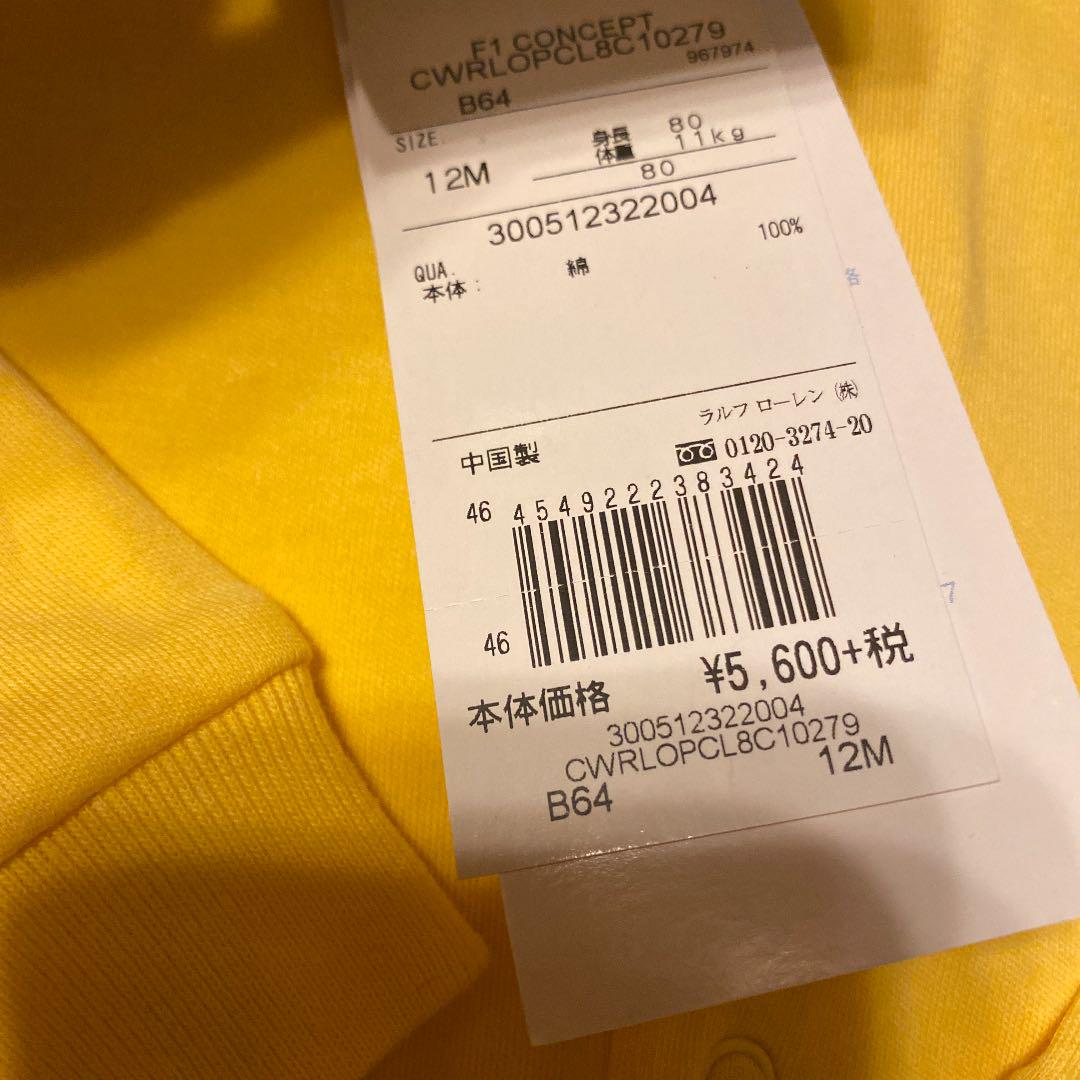 F1 CONCEPT
CWRLOPCL8C10279
967974
B64
SIZE.
身長 80
12M 体重 11kg
80
300512322004
QUA. 綿 100%
本体:
ラルフ ローレン (株)
中国製 0120-3274-20
46 4549222383424
46
本体価格 ¥5,600+税
300512322004
CWRLOPCL8C10279
B64 12M
各
フ